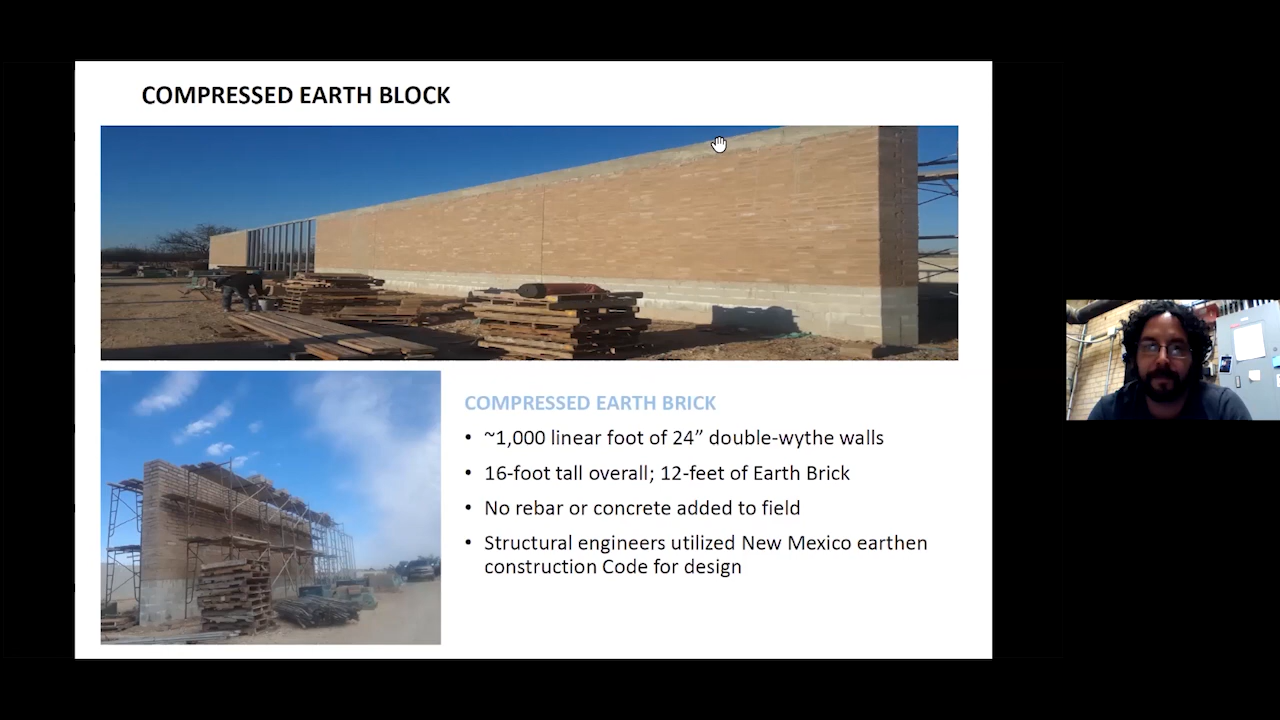 COMPRESSED EARTH BLOCK
COMPRESSED EARTH BRICK
• ~1,000 linear foot of 24” double-wythe walls
• 16-foot tall overall; 12-feet of Earth Brick
• No rebar or concrete added to field
• Structural engineers utilized New Mexico earthen
construction Code for design